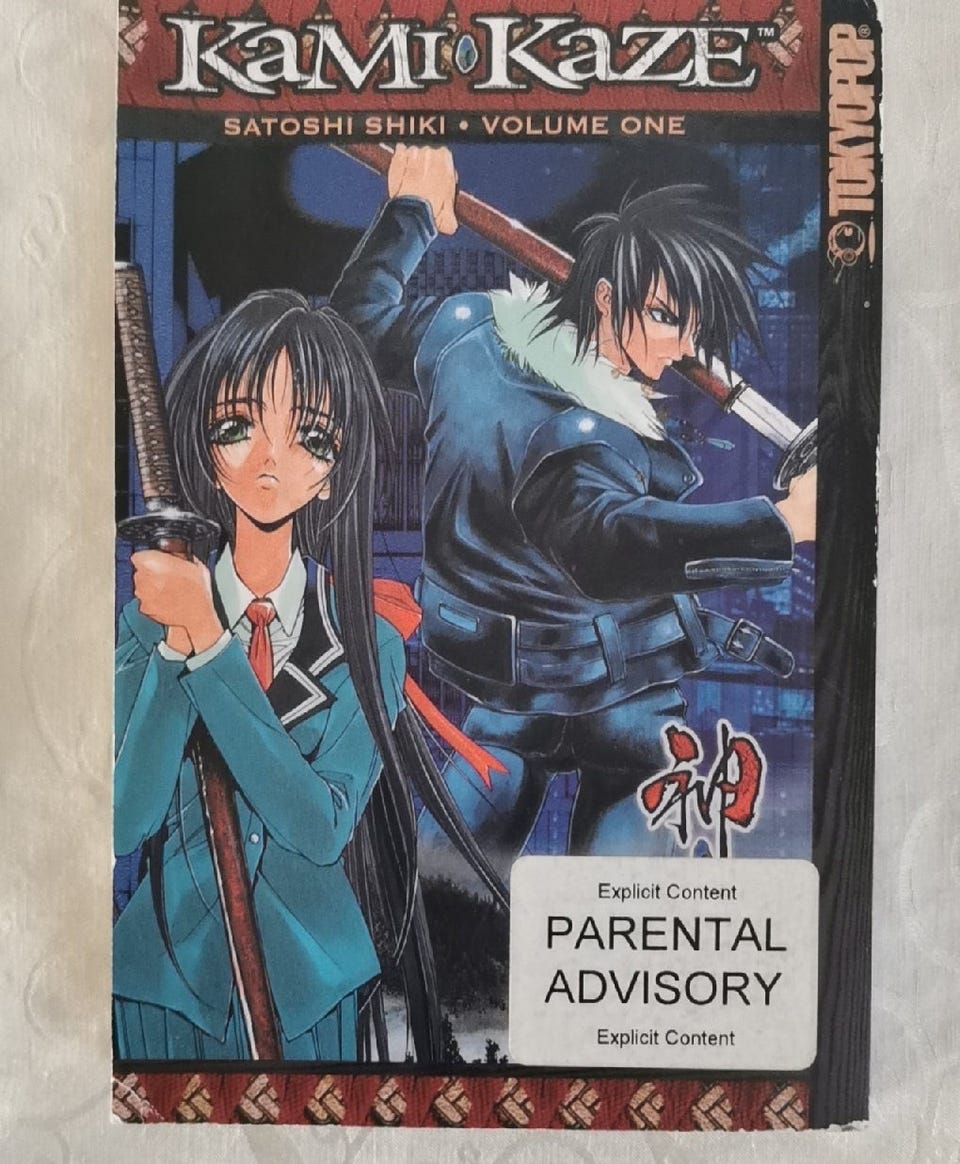 KaMi•KaZE™
SATOSHI SHIKI • VOLUME ONE
TOKYOPOP®
神
Explicit Content
PARENTAL
ADVISORY
Explicit Content